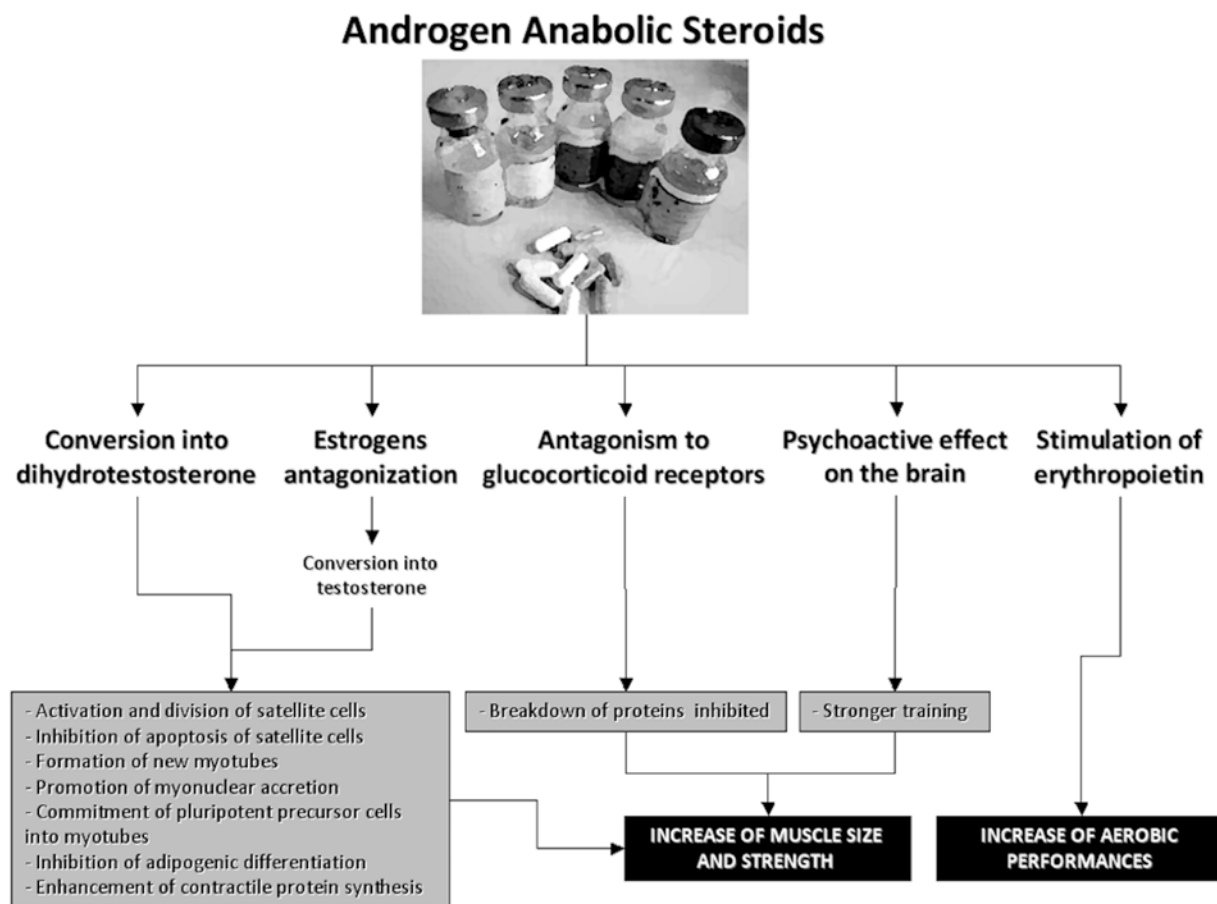 Androgen Anabolic Steroids
Conversion into
dihydrotestosterone
Estrogens
antagonization
Antagonism to
glucocorticoid receptors
Psychoactive effect
on the brain
Stimulation of
erythropoietin
Conversion into
testosterone
- Activation and division of satellite cells
- Inhibition of apoptosis of satellite cells
- Formation of new myotubes
- Promotion of myonuclear accretion
- Commitment of pluripotent precursor cells
into myotubes
- Inhibition of adipogenic differentiation
- Enhancement of contractile protein synthesis
- Breakdown of proteins inhibited
- Stronger training
INCREASE OF MUSCLE SIZE
AND STRENGTH
INCREASE OF AEROBIC
PERFORMANCES